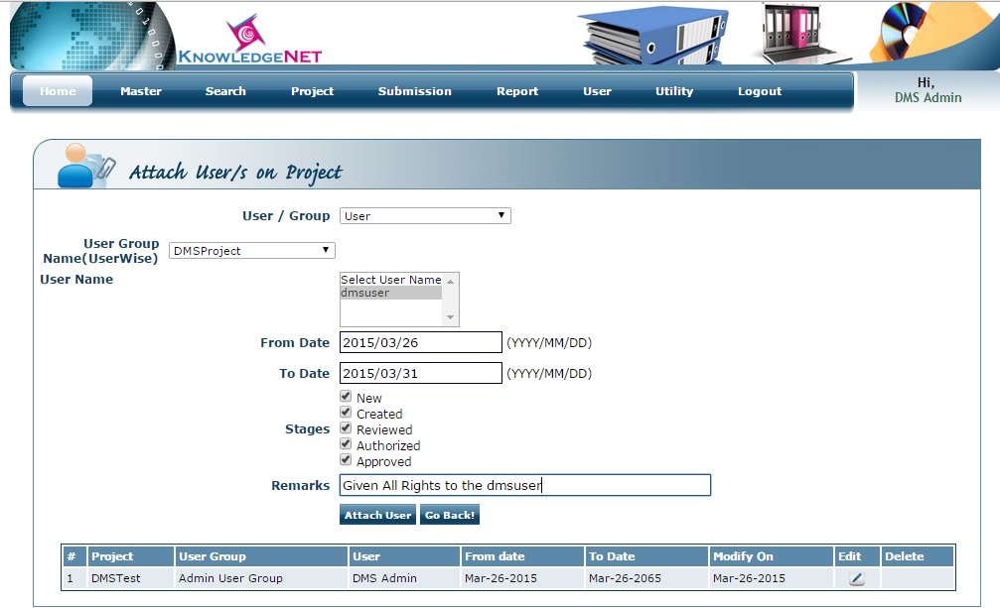 KNOWLEDGENET
Home Master Search Project Submission Report User Utility Logout
Hi,
DMS Admin
Attach User/s on Project
User / Group User
User Group
Name(UserWise) DMSProject
User Name Select User Name
dmsuser
From Date 2015/03/26 (YYYY/MM/DD)
To Date 2015/03/31 (YYYY/MM/DD)
Stages
New
Created
Reviewed
Authorized
Approved
Remarks Given All Rights to the dmsuser
Attach User Go Back!
# Project User Group User From date To Date Modify On Edit Delete
1 DMSTest Admin User Group DMS Admin Mar-26-2015 Mar-26-2065 Mar-26-2015